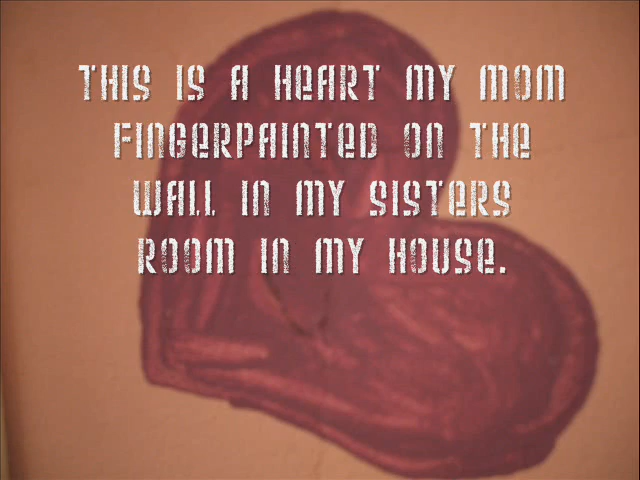 THIS IS A HEART MY MOM
FINGERPAINTED ON THE
WALL IN MY SISTERS
ROOM IN MY HOUSE.